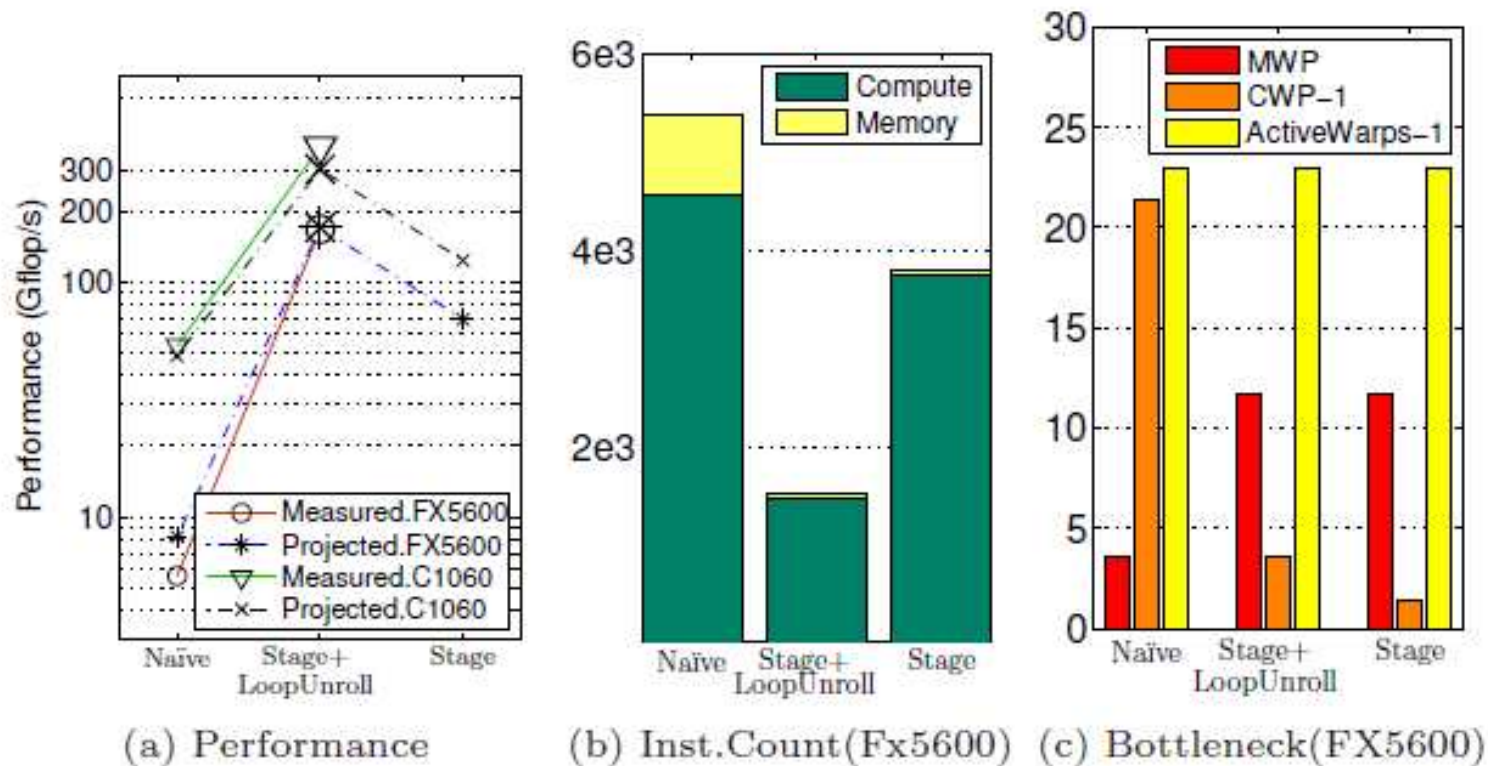 Performance (Gflop/s)
300
200
100
10
Measured.FX5600
Projected.FX5600
Measured.C1060
Projected.C1060
Naïve
Stage+
LoopUnroll
Stage
(a) Performance
6e3
4e3
2e3
Compute
Memory
Naïve
Stage+
LoopUnroll
Stage
(b) Inst.Count(Fx5600)
30
25
20
15
10
5
0
MWP
CWP-1
ActiveWarps-1
Naïve
Stage+
LoopUnroll
Stage
(c) Bottleneck(FX5600)